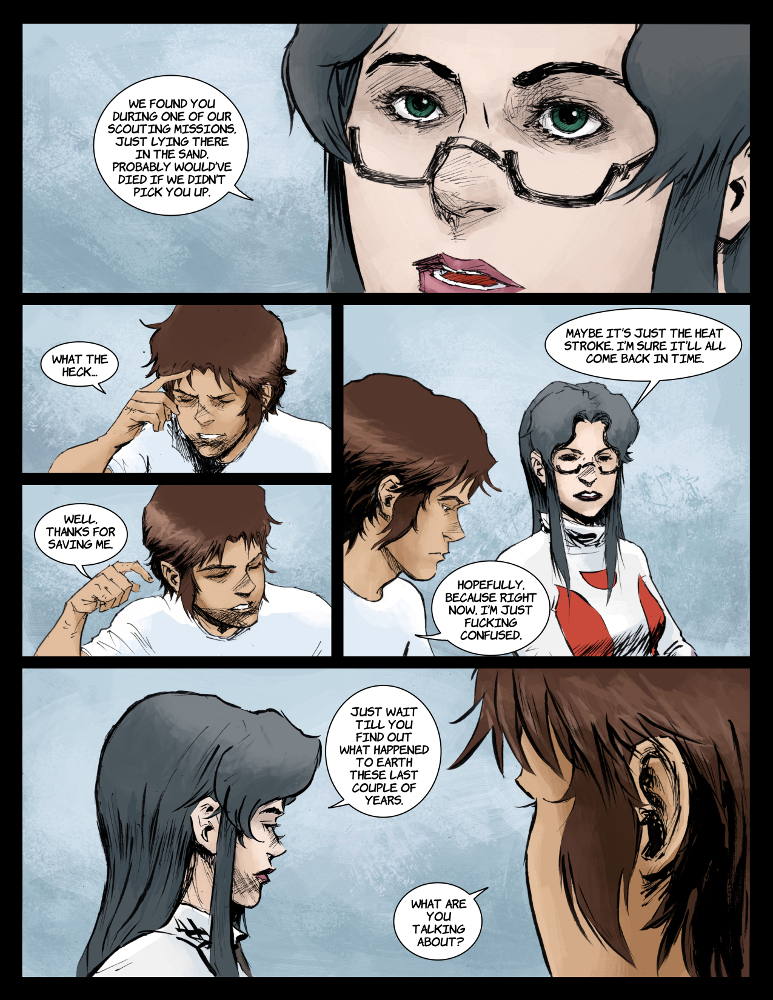 WE FOUND YOU
DURING ONE OF OUR
SCOUTING MISSIONS.
JUST LYING THERE
IN THE SAND.
PROBABLY WOULD'VE
DIED IF WE DIDN'T
PICK YOU UP.
WHAT THE
HECK...
WELL,
THANKS FOR
SAVING ME.
MAYBE IT'S JUST THE HEAT
STROKE. I'M SURE IT'LL ALL
COME BACK IN TIME.
HOPEFULLY,
BECAUSE RIGHT
NOW, I'M JUST
FUCKING
CONFUSED.
JUST WAIT
TILL YOU
FIND OUT
WHAT HAPPENED
TO EARTH
THESE LAST
COUPLE OF
YEARS.
WHAT ARE
YOU
TALKING
ABOUT?